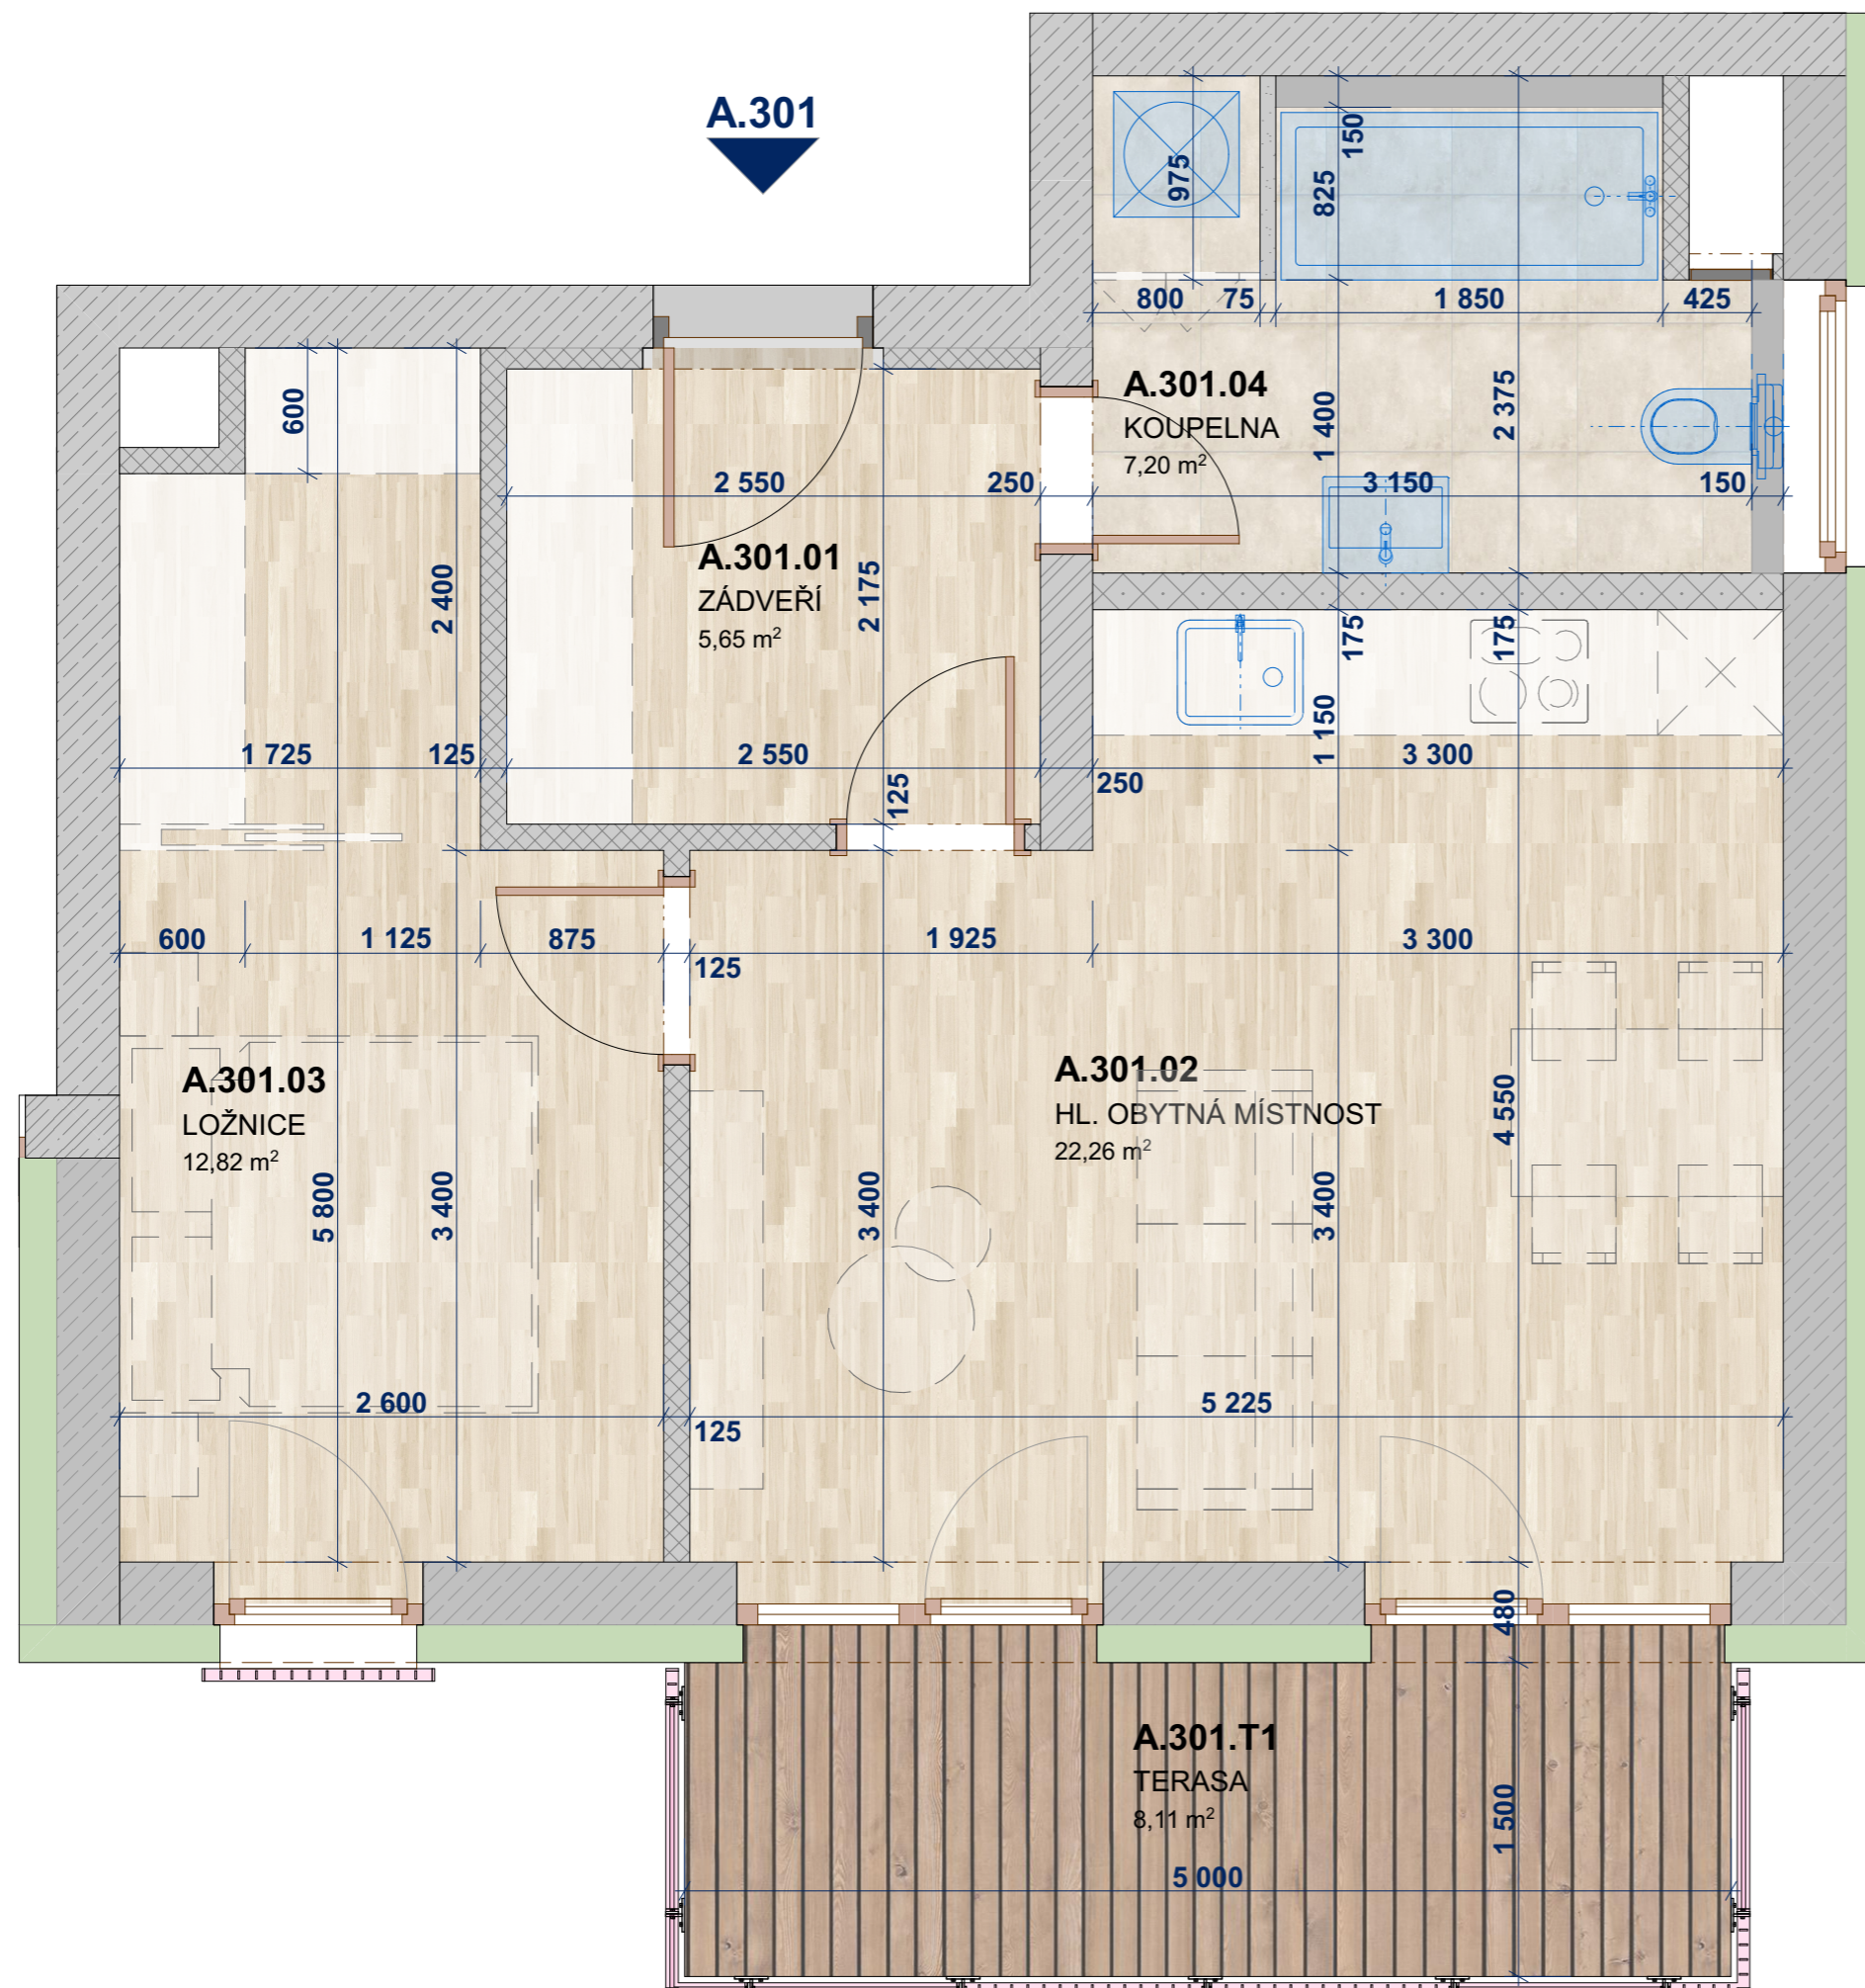 A.301
150
975
825
800
75
1 850
425
600
A.301.04
KOUPELNA
7,20 m²
1 400
2 375
2 550
250
3 150
150
A.301.01
ZÁDVEŘÍ
5,65 m²
2 400
2 175
175
175
1 725
125
2 550
125
250
1 150
3 300
600
1 125
875
125
1 925
3 300
A.301.03
LOŽNICE
12,82 m²
A.301.02
HL. OBYTNÁ MÍSTNOST
22,26 m²
4 550
5 800
3 400
3 400
3 400
2 600
125
5 225
480
A.301.T1
TERASA
8,11 m²
1 500
5 000